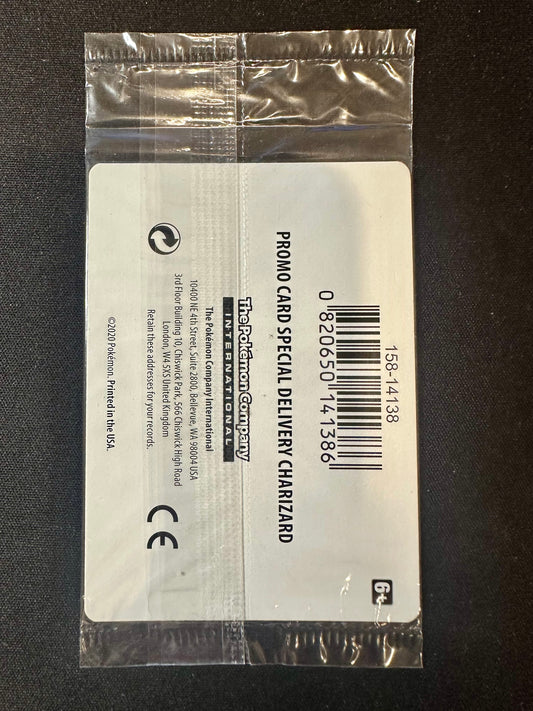 158-14138
0 820650 141386
PROMO CARD SPECIAL DELIVERY CHARIZARD
6+
The Pokémon Company
INTERNATIONAL
The Pokémon Company International
10400 NE 4th Street, Suite 2800, Bellevue, WA 98004 USA
3rd Floor Building 10, Chiswick Park, 566 Chiswick High Road
London, W4 5XS United Kingdom
Retain these addresses for your records.
CE
©2020 Pokémon. Printed in the USA.